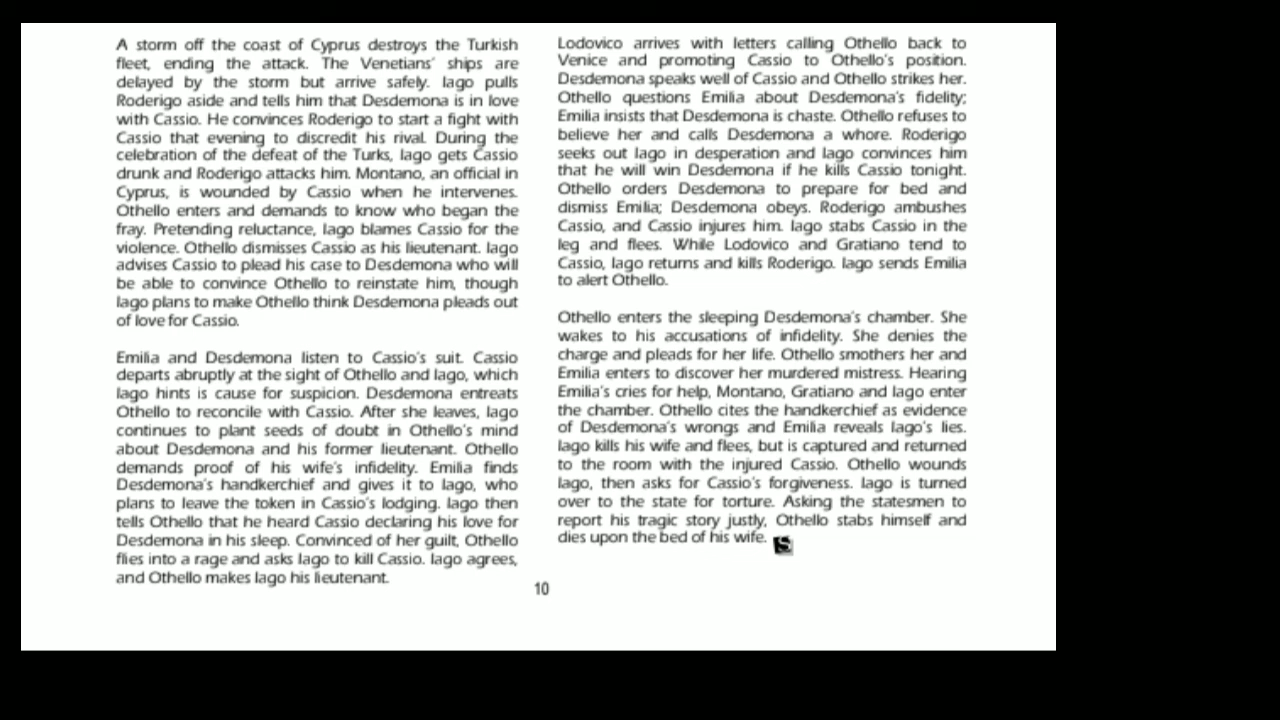 A storm off the coast of Cyprus destroys the Turkish
fleet, ending the attack. The Venetians' ships are
delayed by the storm but arrive safely. Iago pulls
Roderigo aside and tells him that Desdemona is in love
with Cassio. He convinces Roderigo to start a fight with
Cassio that evening to discredit his rival. During the
celebration of the defeat of the Turks, Iago gets Cassio
drunk and Roderigo attacks him. Montano, an official in
Cyprus, is wounded by Cassio when he intervenes.
Othello enters and demands to know who began the
fray. Pretending reluctance, Iago blames Cassio for the
violence. Othello dismisses Cassio as his lieutenant. Iago
advises Cassio to plead his case to Desdemona who will
be able to convince Othello to reinstate him, though
Iago plans to make Othello think Desdemona pleads out
of love for Cassio.
Emilia and Desdemona listen to Cassio's suit. Cassio
departs abruptly at the sight of Othello and Iago, which
Iago hints is cause for suspicion. Desdemona entreats
Othello to reconcile with Cassio. After she leaves, Iago
continues to plant seeds of doubt in Othello's mind
about Desdemona and his former lieutenant. Othello
demands proof of his wife's infidelity. Emilia finds
Desdemona's handkerchief and gives it to Iago, who
plans to leave the token in Cassio's lodging. Iago then
tells Othello that he heard Cassio declaring his love for
Desdemona in his sleep. Convinced of her guilt, Othello
flies into a rage and asks Iago to kill Cassio. Iago agrees,
and Othello makes Iago his lieutenant.
Lodovico arrives with letters calling Othello back to
Venice and promoting Cassio to Othello's position.
Desdemona speaks well of Cassio and Othello strikes her.
Othello questions Emilia about Desdemona's fidelity;
Emilia insists that Desdemona is chaste. Othello refuses to
believe her and calls Desdemona a whore. Roderigo
seeks out Iago in desperation and Iago convinces him
that he will win Desdemona if he kills Cassio tonight.
Othello orders Desdemona to prepare for bed and
dismiss Emilia; Desdemona obeys. Roderigo ambushes
Cassio, and Cassio injures him. Iago stabs Cassio in the
leg and flees. While Lodovico and Gratiano tend to
Cassio, Iago returns and kills Roderigo. Iago sends Emilia
to alert Othello.
Othello enters the sleeping Desdemona's chamber. She
wakes to his accusations of infidelity. She denies the
charge and pleads for her life. Othello smothers her and
Emilia enters to discover her murdered mistress. Hearing
Emilia's cries for help, Montano, Gratiano and Iago enter
the chamber. Othello cites the handkerchief as evidence
of Desdemona's wrongs and Emilia reveals Iago's lies.
Iago kills his wife and flees, but is captured and returned
to the room with the injured Cassio. Othello wounds
Iago, then asks for Cassio's forgiveness. Iago is turned
over to the state for torture. Asking the statesmen to
report his tragic story justly, Othello stabs himself and
dies upon the bed of his wife. S
10